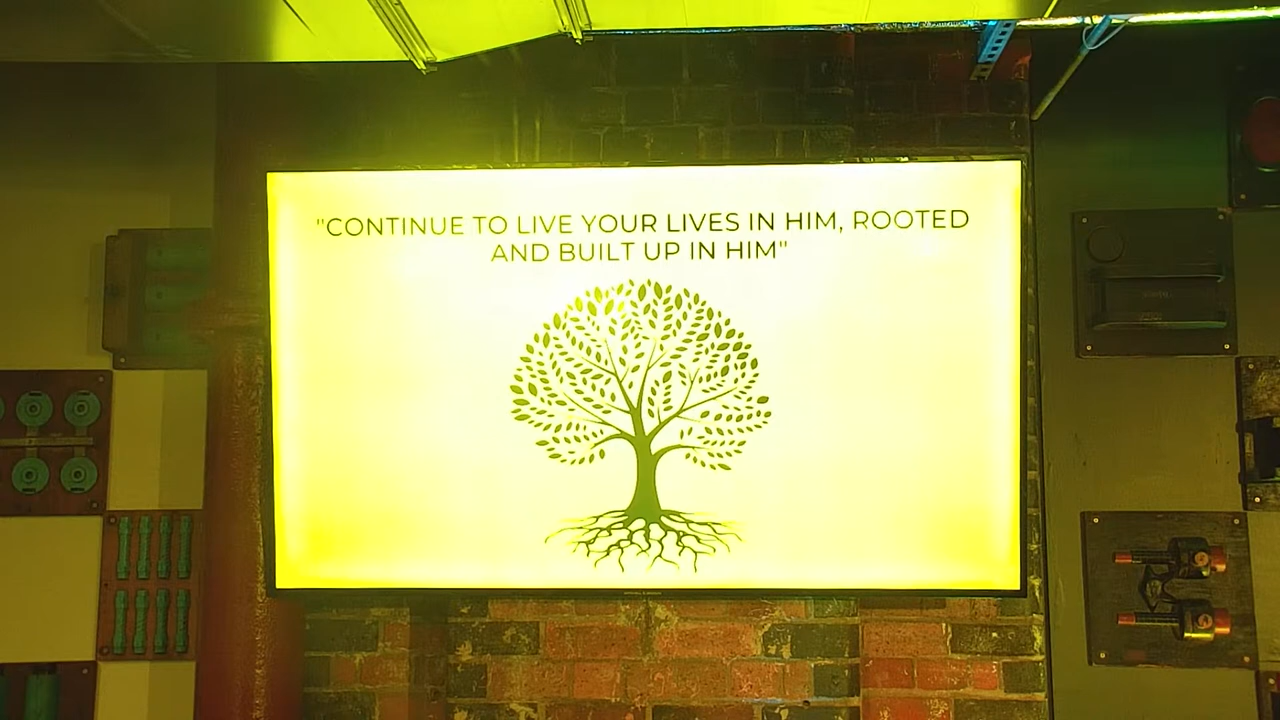 "CONTINUE TO LIVE YOUR LIVES IN HIM, ROOTED
AND BUILT UP IN HIM"